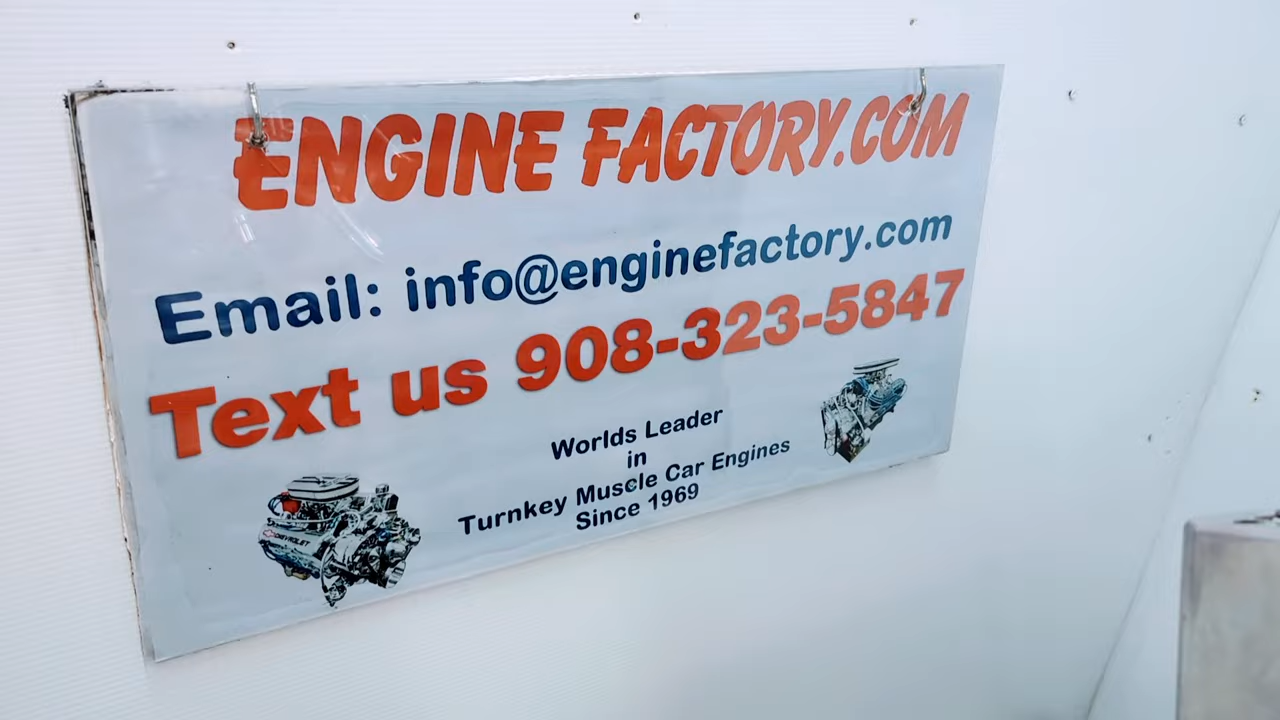 ENGINE FACTORY.COM
Email: info@enginefactory.com
Text us 908-323-5847
Worlds Leader
in
Turnkey Muscle Car Engines
Since 1969
CHEVROLET